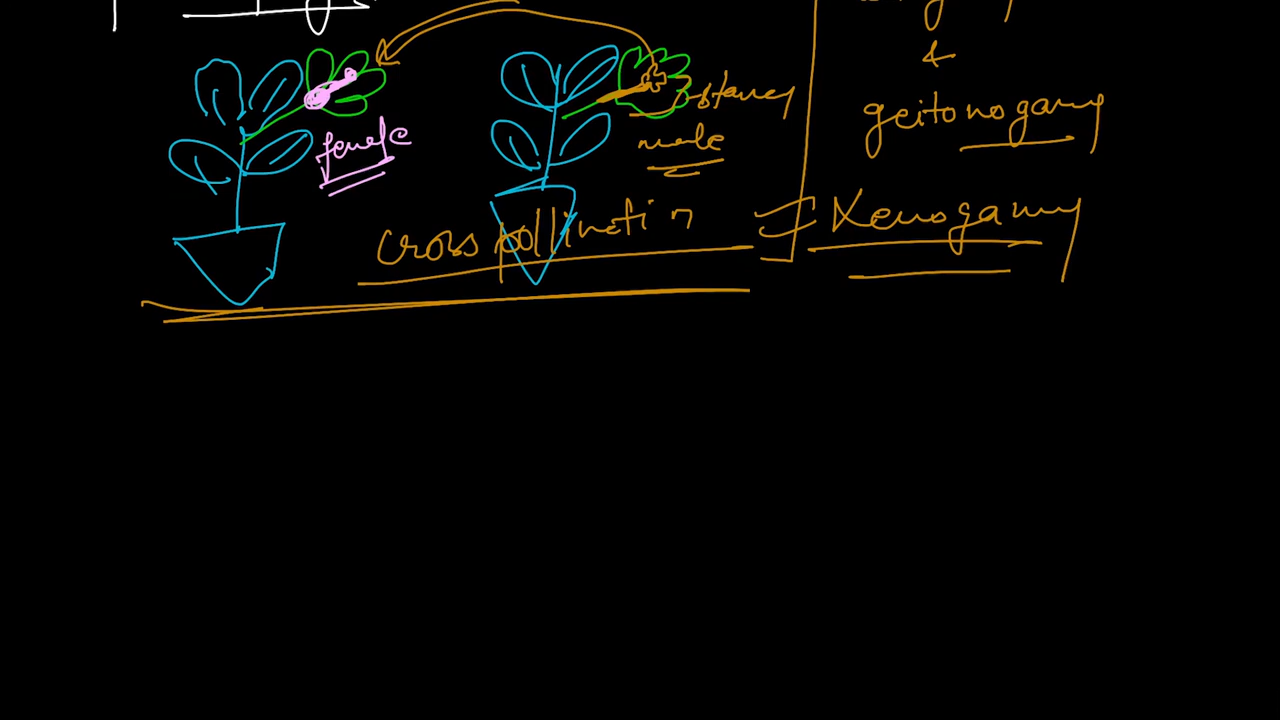 &
stamen
female
male
geitonogamy
cross pollination
Xenogamy